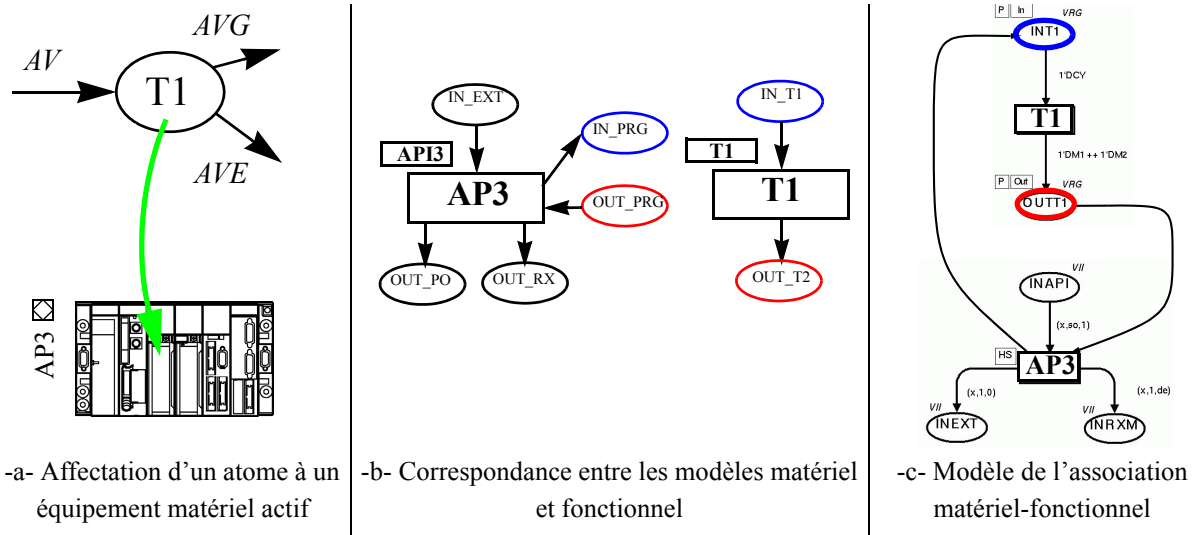 AVG
AV
T1
AVE
AP3
-a- Affectation d’un atome à un
équipement matériel actif
IN_EXT
IN_PRG
API3
AP3
OUT_PRG
OUT_PO
OUT_RX
IN_T1
T1
T1
OUT_T2
-b- Correspondance entre les modèles matériel
et fonctionnel
P In
VRG
INT1
1'DCY
T1
1'DM1 ++ 1'DM2
P Out
VRG
OUTT1
VII
INAPI
(x,so,1)
HS
AP3
(x,1,0)
(x,1,de)
VII
INEXT
VII
INRXM
-c- Modèle de l’association
matériel-fonctionnel